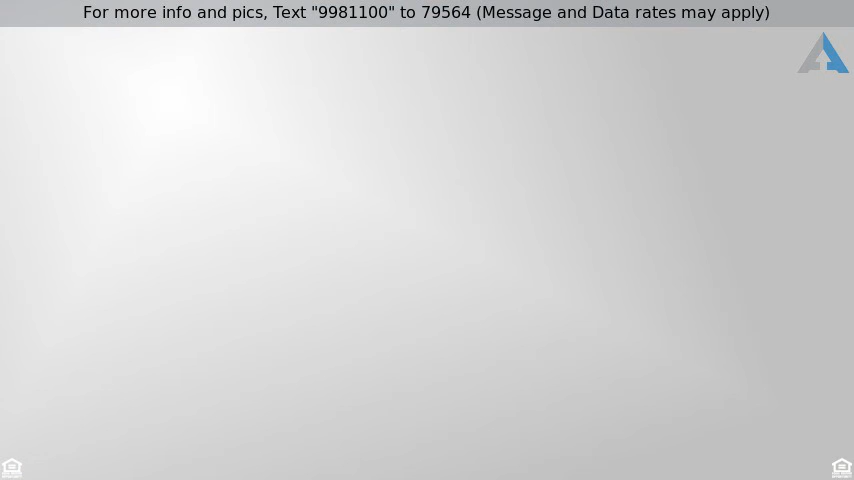 For more info and pics, Text "9981100" to 79564 (Message and Data rates may apply)